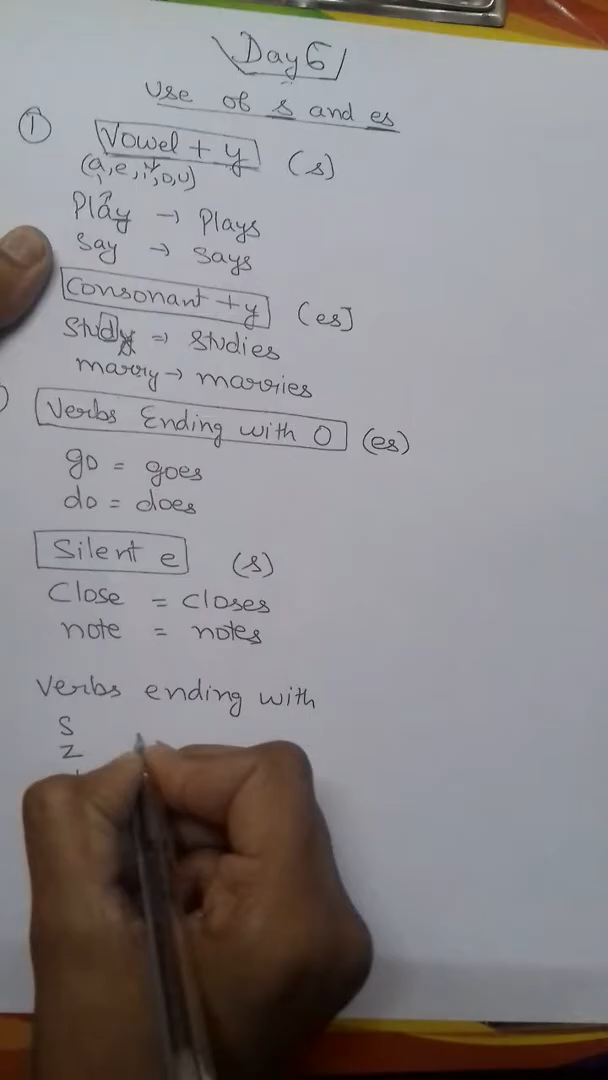 Day 6
Use of s and es
① Vowel + y (s)
(a, e, i, o, u)
Play → Plays
Say → Says
Consonant + y (es]
Study ⇒ Studies
marry → marries
Verbs Ending with O (es)
go = goes
do = does
Silent e (s)
Close = Closes
note = notes
Verbs ending with
S
Z